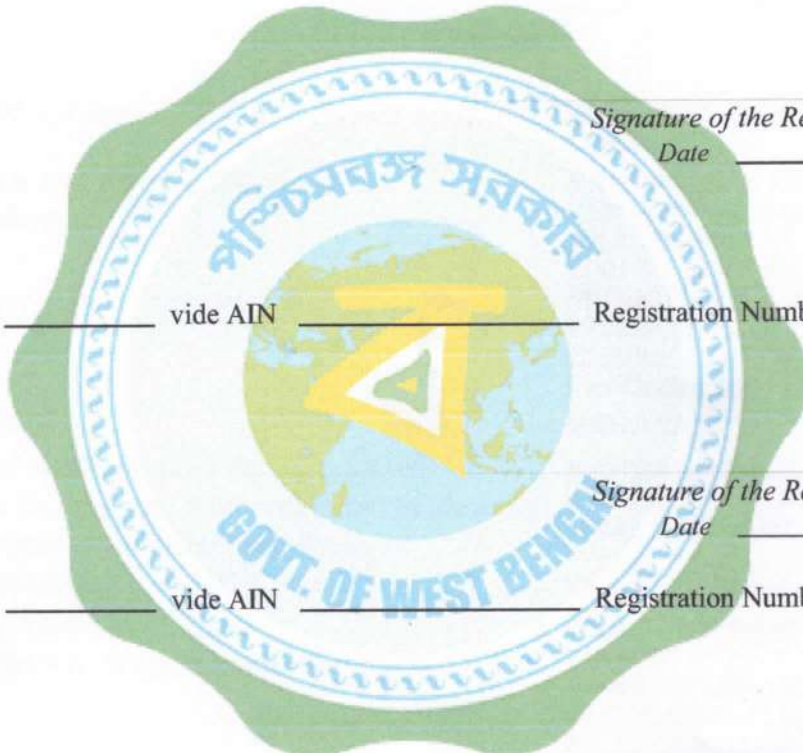 Signature of the Re
Date
পশ্চিমবঙ্গ সরকার
vide AIN Registration Numb
Signature of the Re
Date
GOVT. OF WEST BENGAL
vide AIN Registration Numb